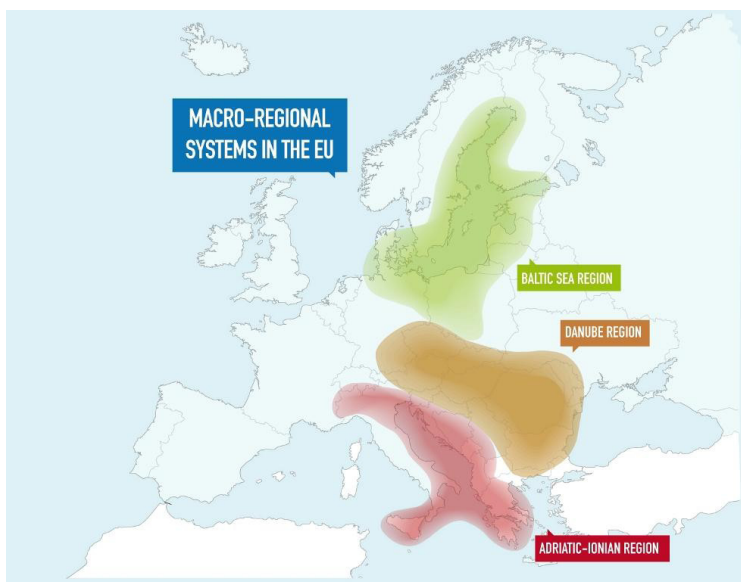 MACRO-REGIONAL
SYSTEMS IN THE EU
BALTIC SEA REGION
DANUBE REGION
ADRIATIC-IONIAN REGION